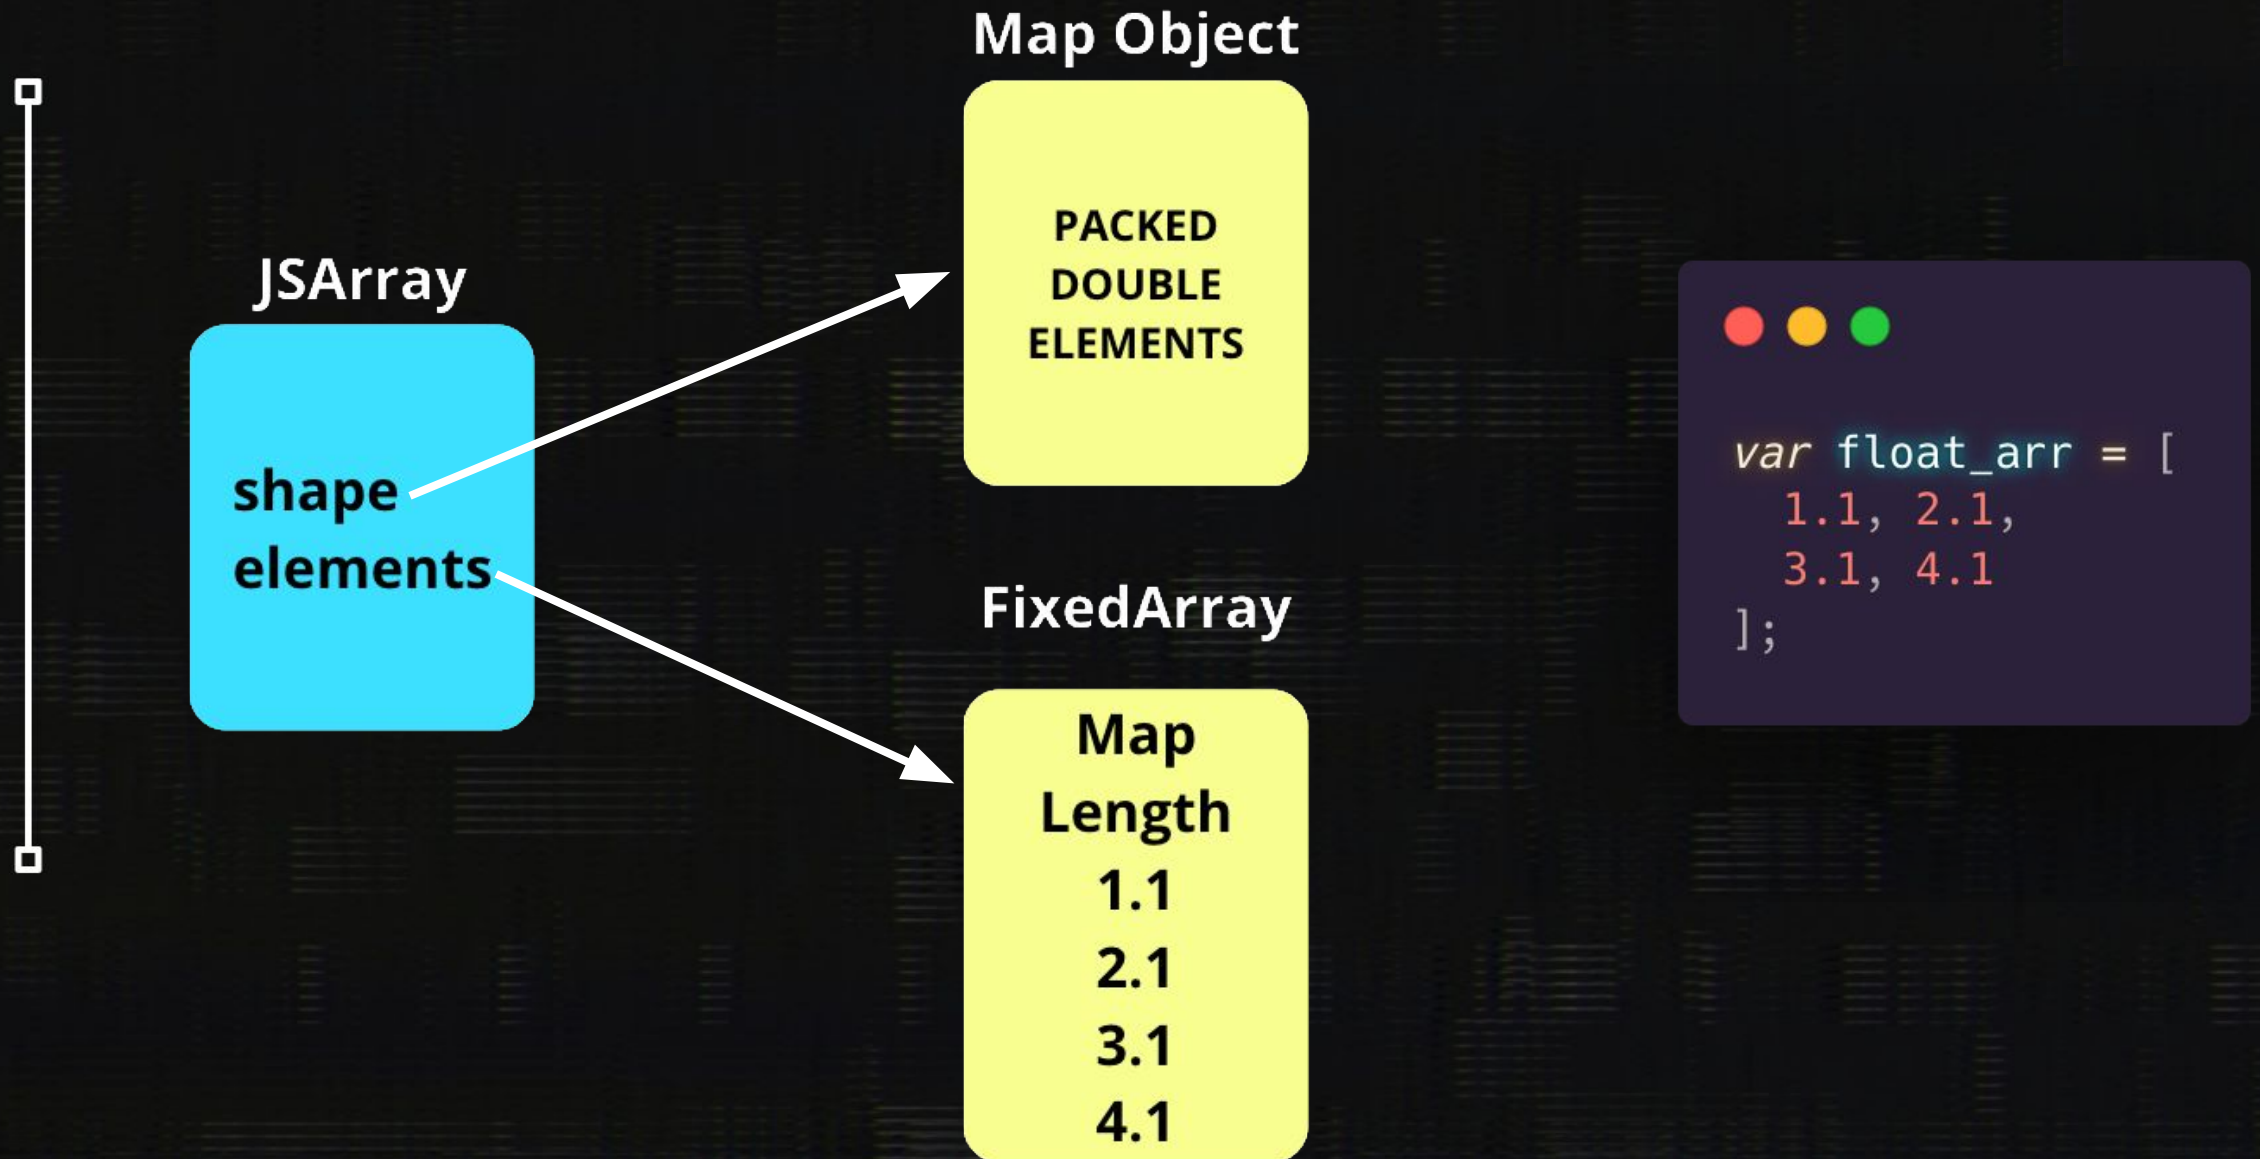 Map Object
PACKED
DOUBLE
ELEMENTS
JSArray
shape
elements
FixedArray
Map
Length
1.1
2.1
3.1
4.1
var float_arr = [
1.1, 2.1,
3.1, 4.1
];